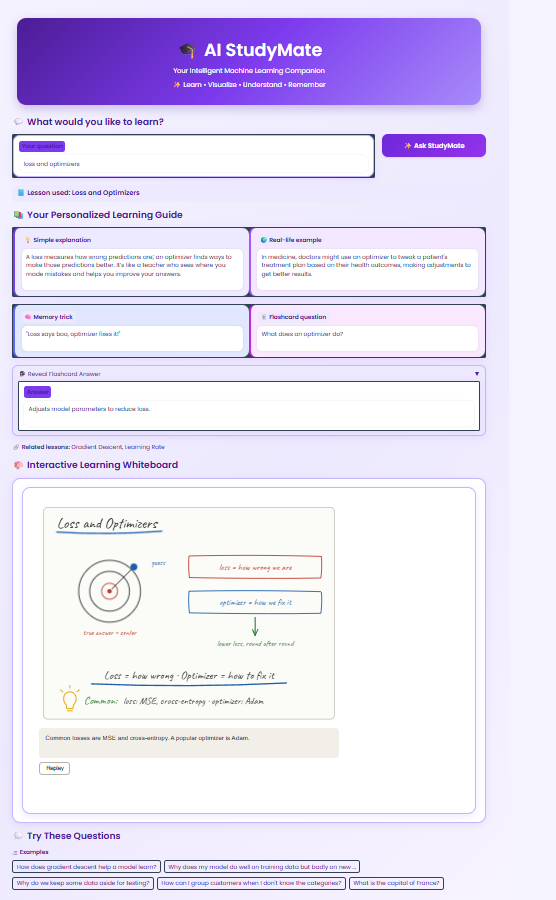 AI StudyMate
Your Intelligent Machine Learning Companion
✨ Learn • Visualize • Understand • Remember
What would you like to learn?
Your question
loss and optimizers
✨ Ask StudyMate
Lesson used: Loss and Optimizers
Your Personalized Learning Guide
Simple explanation
A loss measures how wrong predictions are; an optimizer finds ways to
make those predictions better. It's like a teacher who sees where you
made mistakes and helps you improve your answers.
Real-life example
In medicine, doctors might use an optimizer to tweak a patient's
treatment plan based on their health outcomes, making adjustments to
get better results.
Memory trick
"Loss says boo, optimizer fixes it!"
Flashcard question
What does an optimizer do?
Reveal Flashcard Answer
Answer
Adjusts model parameters to reduce loss.
Related lessons: Gradient Descent, Learning Rate
Interactive Learning Whiteboard
Loss and Optimizers
guess
loss = how wrong we are
optimizer = how we fix it
true answer = center
lower loss, round after round
Loss = how wrong · Optimizer = how to fix it
Common: loss: MSE, cross-entropy · optimizer: Adam
Common losses are MSE and cross-entropy. A popular optimizer is Adam.
Replay
Try These Questions
Examples
How does gradient descent help a model learn?
Why does my model do well on training data but badly on new ...
Why do we keep some data aside for testing?
How can I group customers when I don't know the categories?
What is the capital of France?